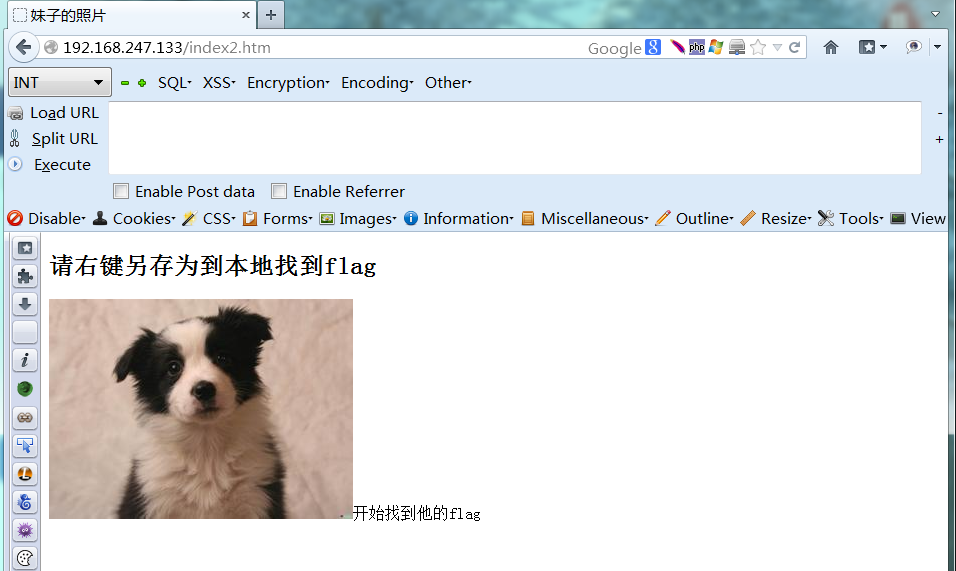 妹子的照片
192.168.247.133/index2.htm
Google
8 php
INT
SQL XSS Encryption Encoding Other
Load URL
Split URL
Execute
Enable Post data Enable Referrer
Disable Cookies CSS Forms Images Information Miscellaneous Outline Resize Tools View
请右键另存为到本地找到flag
开始找到他的flag